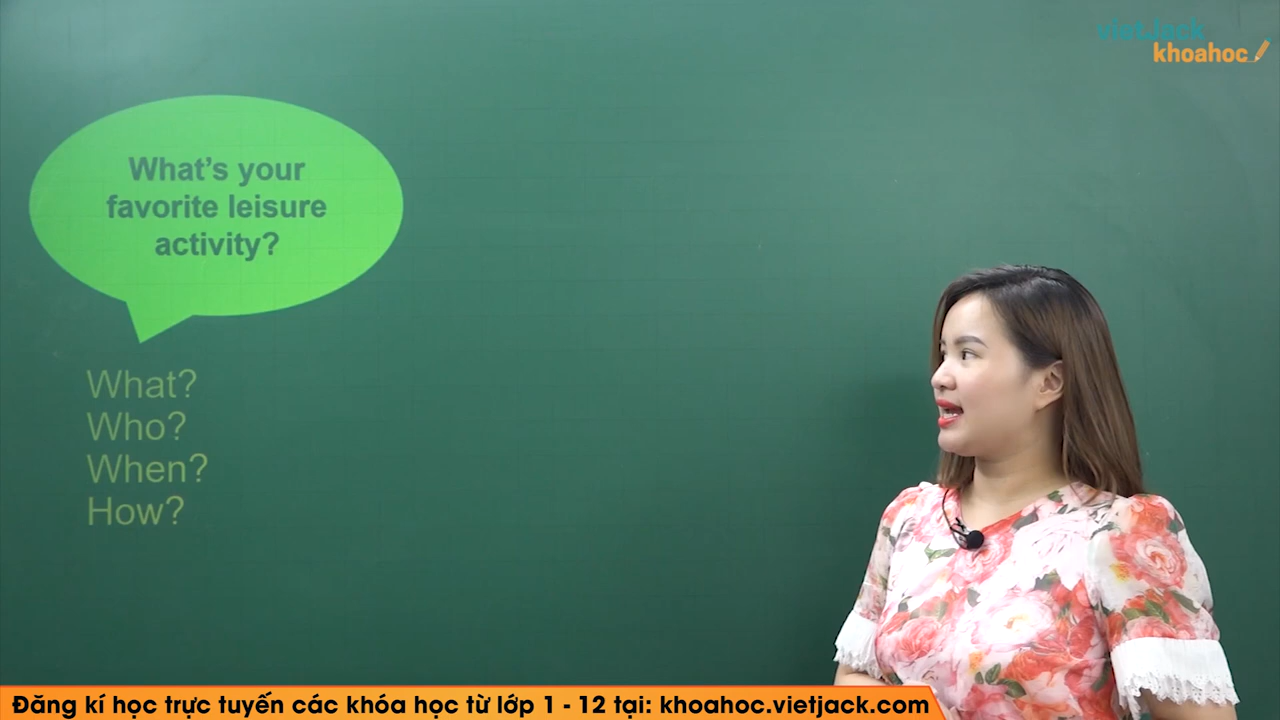 vietJack
khoahoc
What's your
favorite leisure
activity?
What?
Who?
When?
How?
Đăng kí học trực tuyến các khóa học từ lớp 1 - 12 tại: khoahoc.vietjack.com